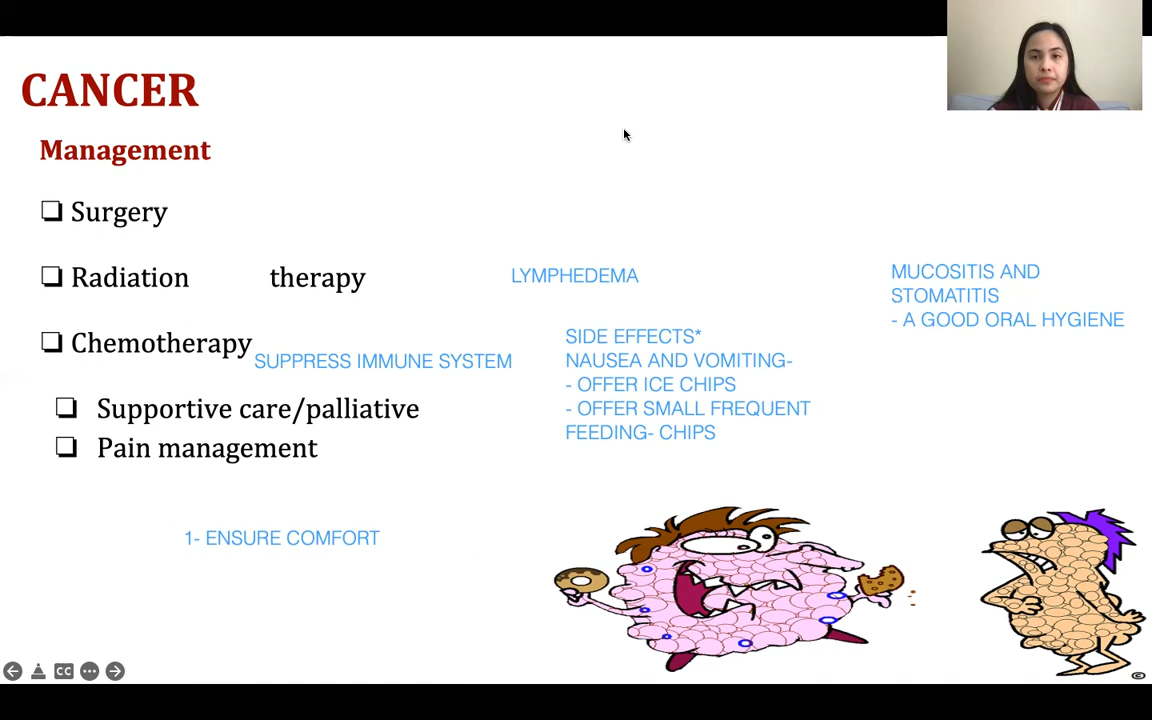 CANCER
Management
❏ Surgery
❏ Radiation therapy
LYMPHEDEMA
MUCOSITIS AND
STOMATITIS
- A GOOD ORAL HYGIENE
❏ Chemotherapy
SUPPRESS IMMUNE SYSTEM
SIDE EFFECTS*
NAUSEA AND VOMITING-
- OFFER ICE CHIPS
- OFFER SMALL FREQUENT
FEEDING- CHIPS
❏ Supportive care/palliative
❏ Pain management
1- ENSURE COMFORT
CC
©